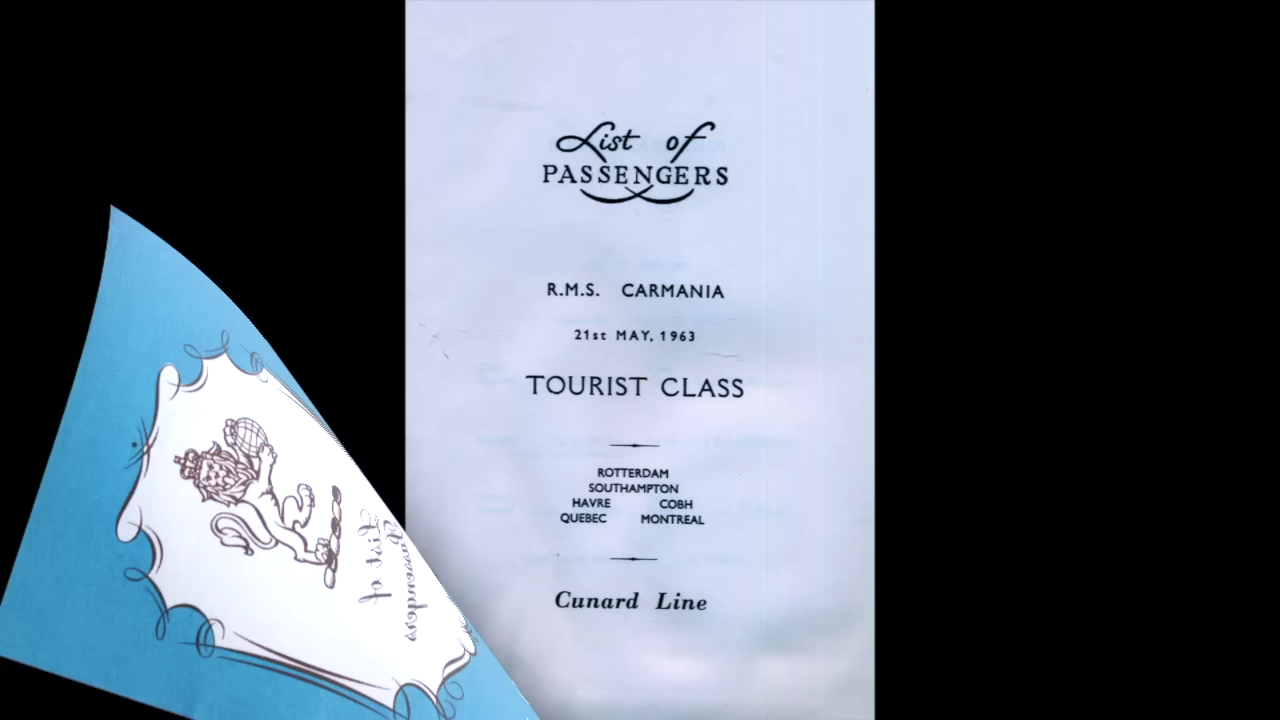 List of
PASSENGERS
R.M.S. CARMANIA
21st MAY, 1963
TOURIST CLASS
ROTTERDAM
SOUTHAMPTON
HAVRE COBH
QUEBEC MONTREAL
Cunard Line
List of
Passengers